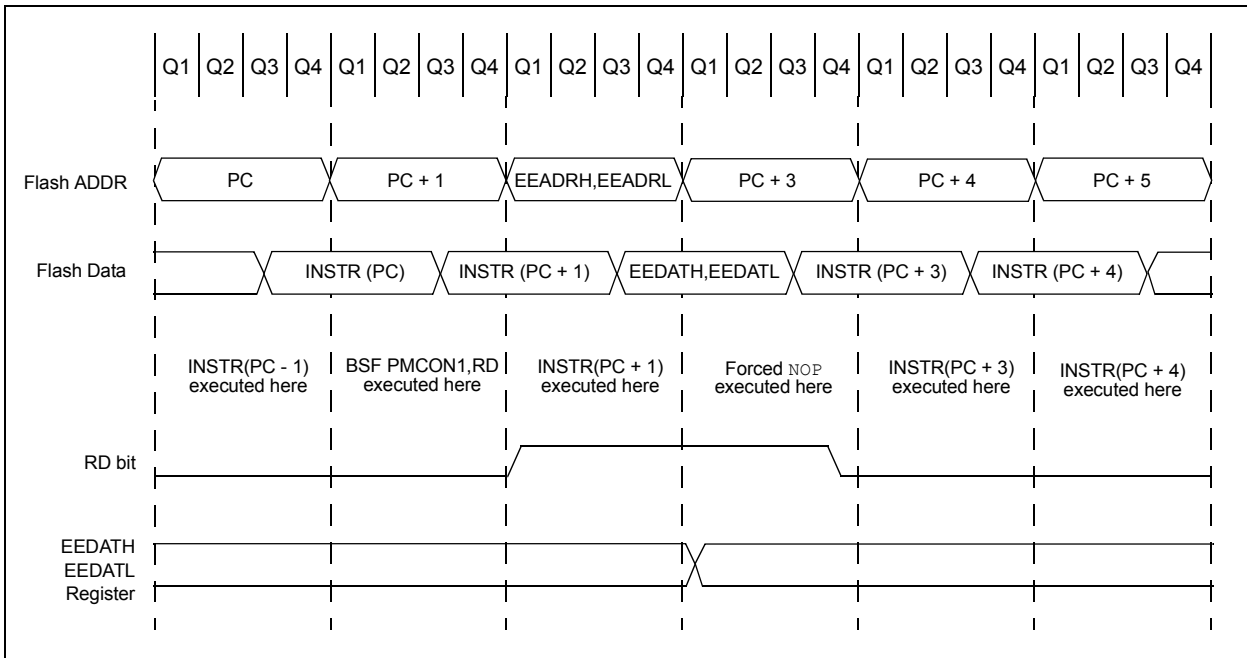 Q1 Q2 Q3 Q4 Q1 Q2 Q3 Q4 Q1 Q2 Q3 Q4 Q1 Q2 Q3 Q4 Q1 Q2 Q3 Q4 Q1 Q2 Q3 Q4
Flash ADDR PC PC + 1 EEADRH,EEADRL PC + 3 PC + 4 PC + 5
Flash Data INSTR (PC) INSTR (PC + 1) EEDATH,EEDATL INSTR (PC + 3) INSTR (PC + 4)
INSTR(PC - 1) BSF PMCON1,RD INSTR(PC + 1) Forced NOP INSTR(PC + 3) INSTR(PC + 4)
executed here executed here executed here executed here executed here executed here
RD bit
EEDATH
EEDATL
Register